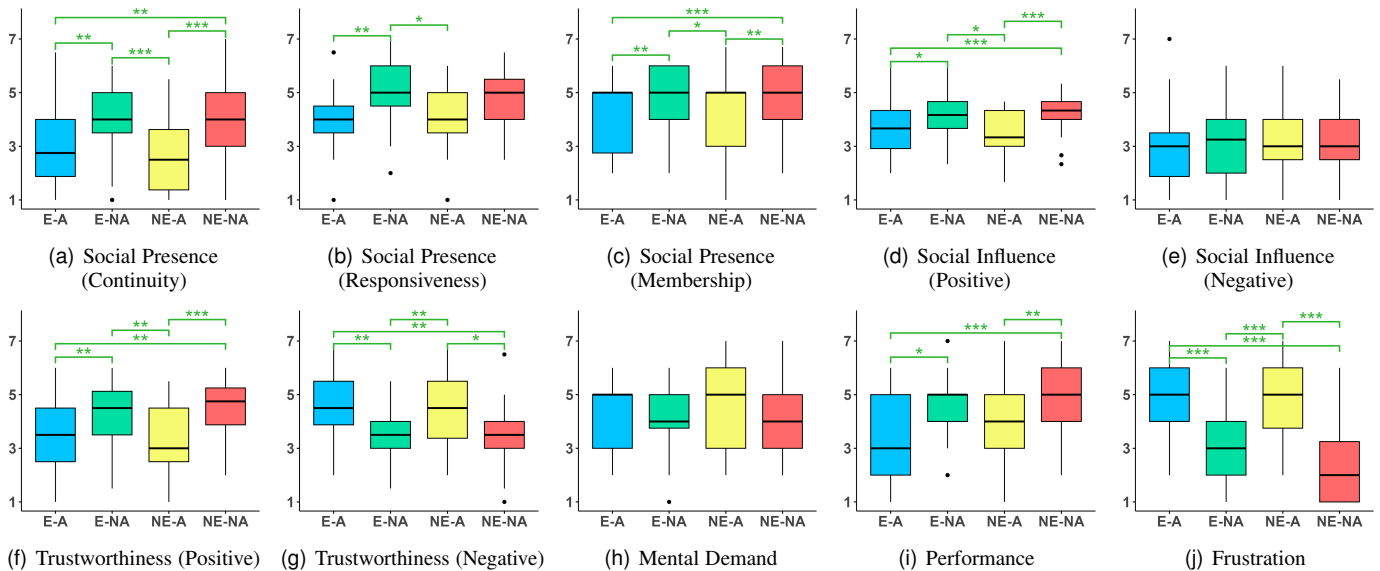 ** ** *** *** 7 5 3 1 E-A E-NA NE-A NE-NA
(a) Social Presence
(Continuity)
** * 7 5 3 1 E-A E-NA NE-A NE-NA
(b) Social Presence
(Responsiveness)
*** * ** ** 7 5 3 1 E-A E-NA NE-A NE-NA
(c) Social Presence
(Membership)
*** * *** * 7 5 3 1 E-A E-NA NE-A NE-NA
(d) Social Influence
(Positive)
7 5 3 1 E-A E-NA NE-A NE-NA
(e) Social Influence
(Negative)
*** ** ** ** 7 5 3 1 E-A E-NA NE-A NE-NA
(f) Trustworthiness (Positive)
** ** ** * 7 5 3 1 E-A E-NA NE-A NE-NA
(g) Trustworthiness (Negative)
7 5 3 1 E-A E-NA NE-A NE-NA
(h) Mental Demand
** *** * 7 5 3 1 E-A E-NA NE-A NE-NA
(i) Performance
*** *** *** *** 7 5 3 1 E-A E-NA NE-A NE-NA
(j) Frustration